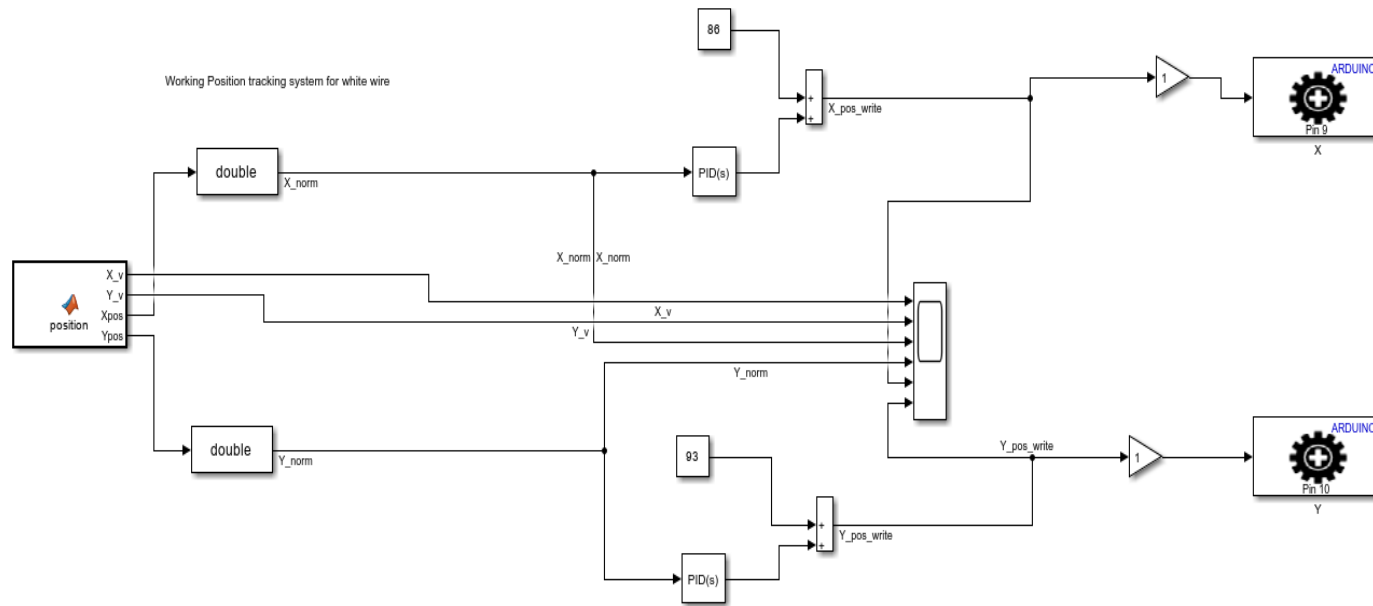 86
ARDUINO
Working Position tracking system for white wire
+
+
X_pos_write
1
Pin 9
X
double
X_norm
PID(s)
X_norm X_norm
X_v
Y_v
Xpos
Ypos
position
X_v
Y_v
Y_norm
ARDUINO
double
Y_norm
93
Y_pos_write
1
Pin 10
Y
+
+
Y_pos_write
PID(s)